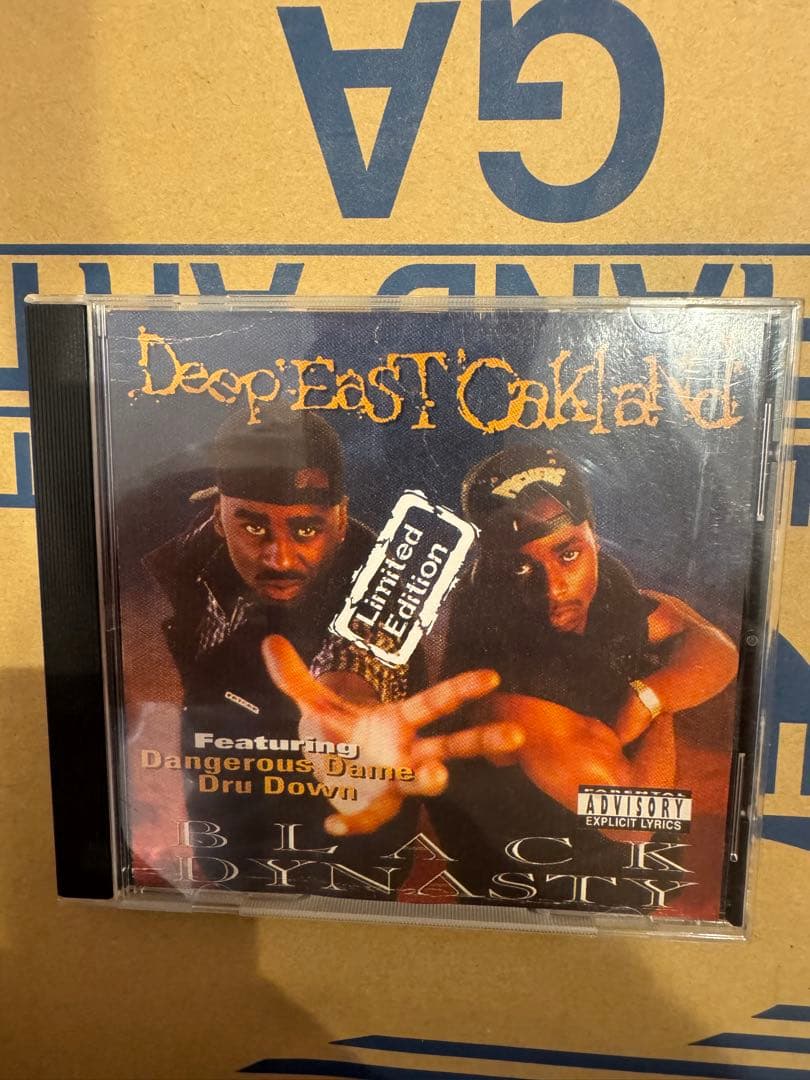 GA
Deep East Oakland
Limited
Edition
Featuring
Dangerous Dame
Dru Down
PARENTAL
ADVISORY
EXPLICIT LYRICS
BLACK
DYNASTY